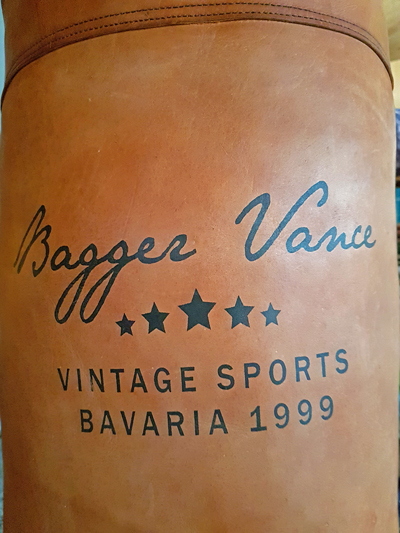 Bagger Vance
VINTAGE SPORTS
BAVARIA 1999